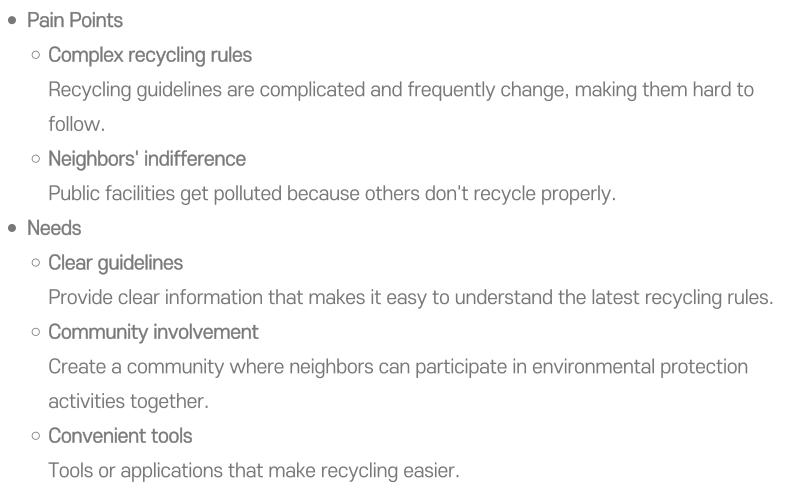 • Pain Points
○ Complex recycling rules
Recycling guidelines are complicated and frequently change, making them hard to
follow.
○ Neighbors' indifference
Public facilities get polluted because others don't recycle properly.
• Needs
○ Clear guidelines
Provide clear information that makes it easy to understand the latest recycling rules.
○ Community involvement
Create a community where neighbors can participate in environmental protection
activities together.
○ Convenient tools
Tools or applications that make recycling easier.